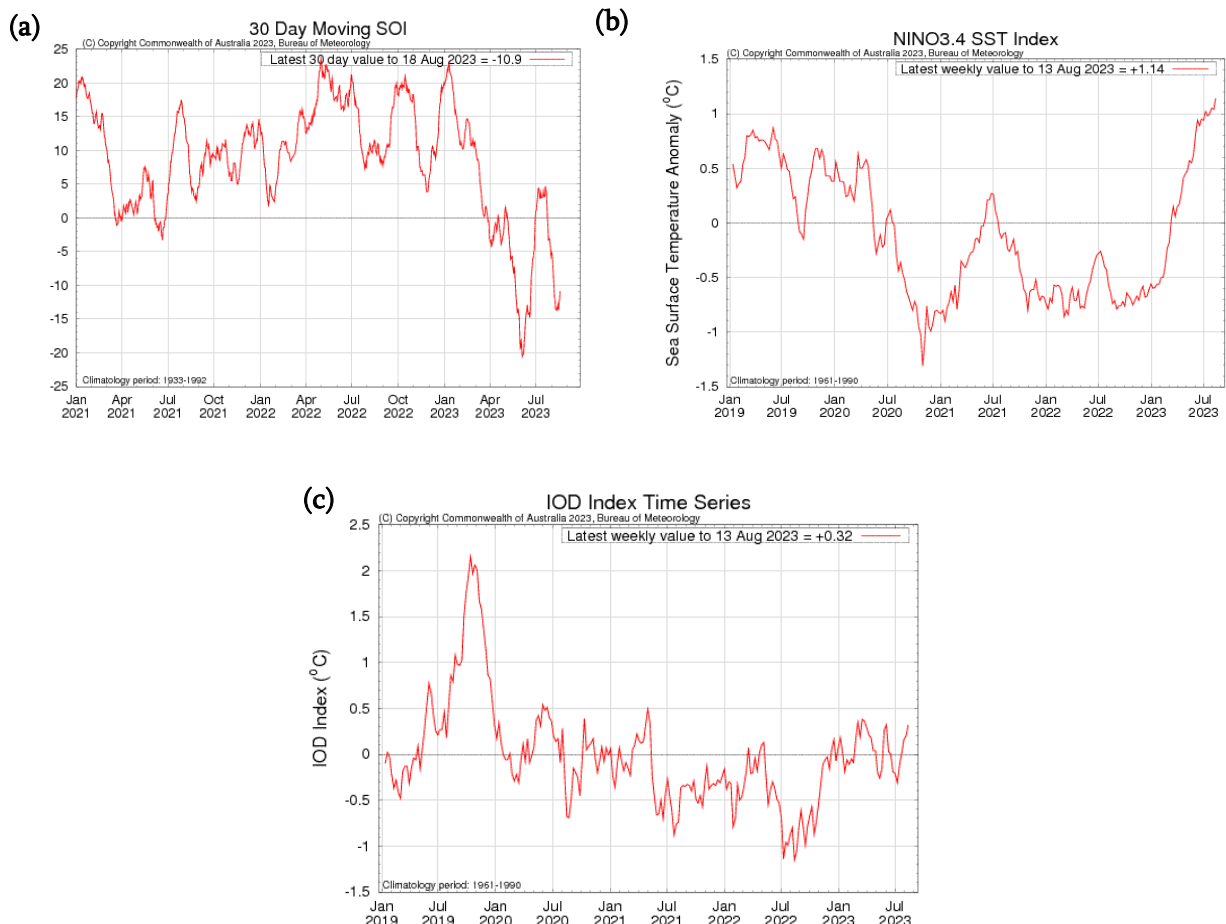 (a)
30 Day Moving SOI
(C) Copyright Commonwealth of Australia 2023, Bureau of Meteorology
Latest 30 day value to 18 Aug 2023 = -10.9
25
20
15
10
5
0
-5
-10
-15
-20
-25
Climatology period: 1933-1992
Jan Apr Jul Oct Jan Apr Jul Oct Jan Apr Jul
2021 2021 2021 2021 2022 2022 2022 2022 2023 2023 2023
(b)
NINO3.4 SST Index
(C) Copyright Commonwealth of Australia 2023, Bureau of Meteorology
Latest weekly value to 13 Aug 2023 = +1.14
Sea Surface Temperature Anomaly (⁰C)
1.5
1
0.5
0
-0.5
-1
-1.5
Climatology period: 1961-1990
Jan Jul Jan Jul Jan Jul Jan Jul Jan Jul
2019 2019 2020 2020 2021 2021 2022 2022 2023 2023
(c)
IOD Index Time Series
(C) Copyright Commonwealth of Australia 2023, Bureau of Meteorology
Latest weekly value to 13 Aug 2023 = +0.32
IOD Index (⁰C)
2.5
2
1.5
1
0.5
0
-0.5
-1
-1.5
Climatology period: 1961-1990
Jan Jul Jan Jul Jan Jul Jan Jul Jan Jul
2019 2019 2020 2020 2021 2021 2022 2022 2023 2023